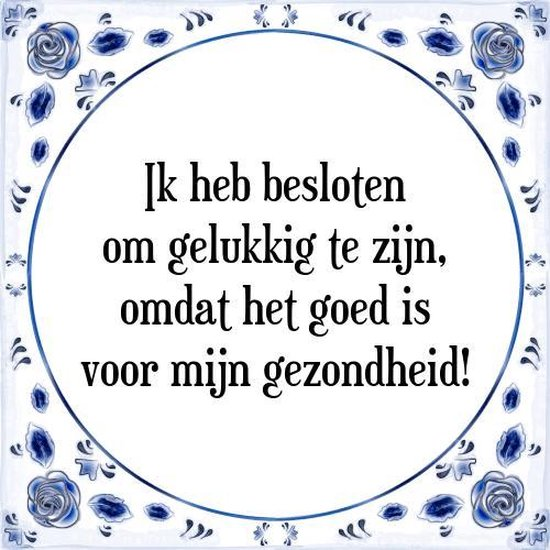 Ik heb besloten
om gelukkig te zijn,
omdat het goed is
voor mijn gezondheid!